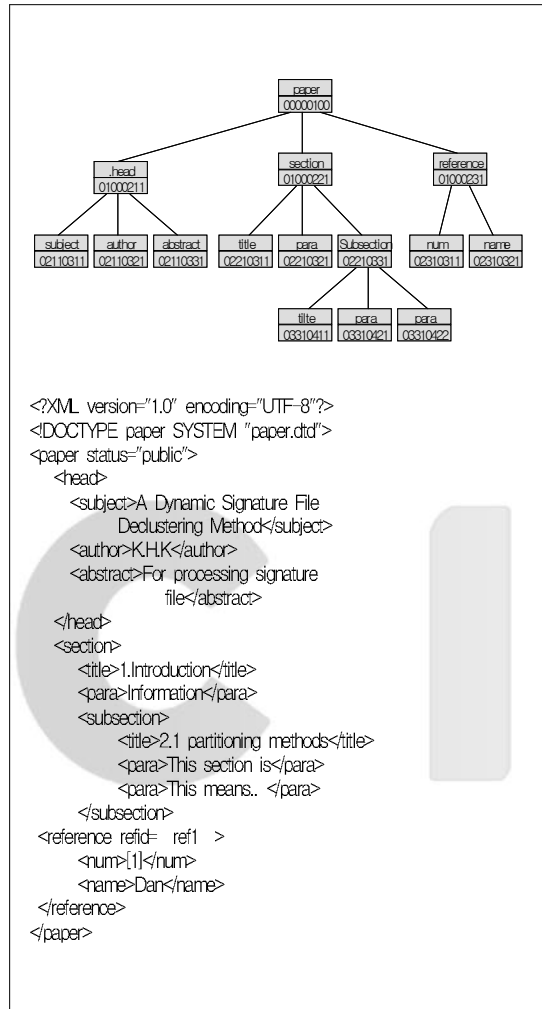 paper
00000100
.head
01000211
section
01000221
reference
01000231
subject
02110311
author
02110321
abstract
02110331
title
02210311
para
02210321
Subsection
02210331
num
02310311
name
02310321
tilte
03310411
para
03310421
para
03310422
<?XML version="1.0" encoding="UTF-8"?>
<!DOCTYPE paper SYSTEM "paper.dtd">
<paper status="public">
<head>
<subject>A Dynamic Signature File
Declustering Method</subject>
<author>K.H.K</author>
<abstract>For processing signature
file</abstract>
</head>
<section>
<title>1.Introduction</title>
<para>Information</para>
<subsection>
<title>2.1 partitioning methods</title>
<para>This section is</para>
<para>This means.. </para>
</subsection>
<reference refid= ref1 >
<num>[1]</num>
<name>Dan</name>
</reference>
</paper>